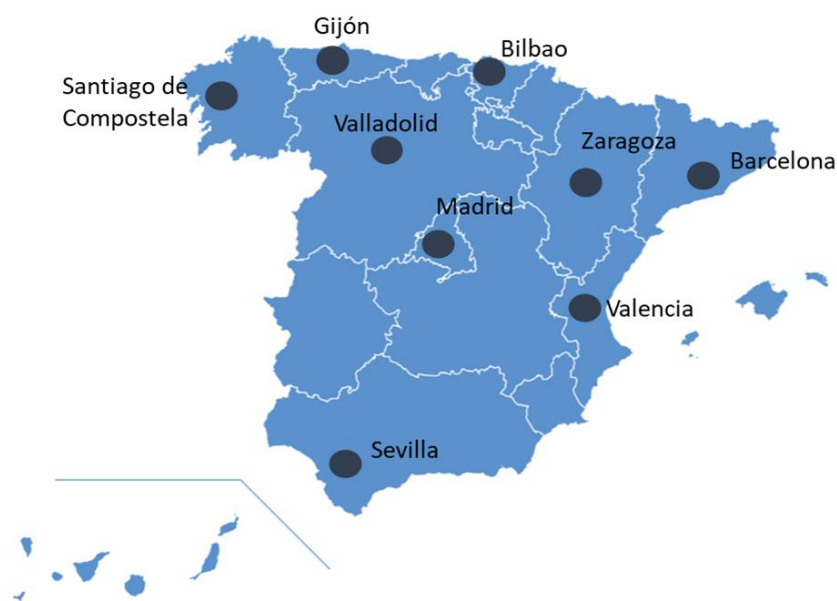 Gijón
Bilbao
Santiago de
Compostela
Valladolid
Zaragoza
Barcelona
Madrid
Valencia
Sevilla